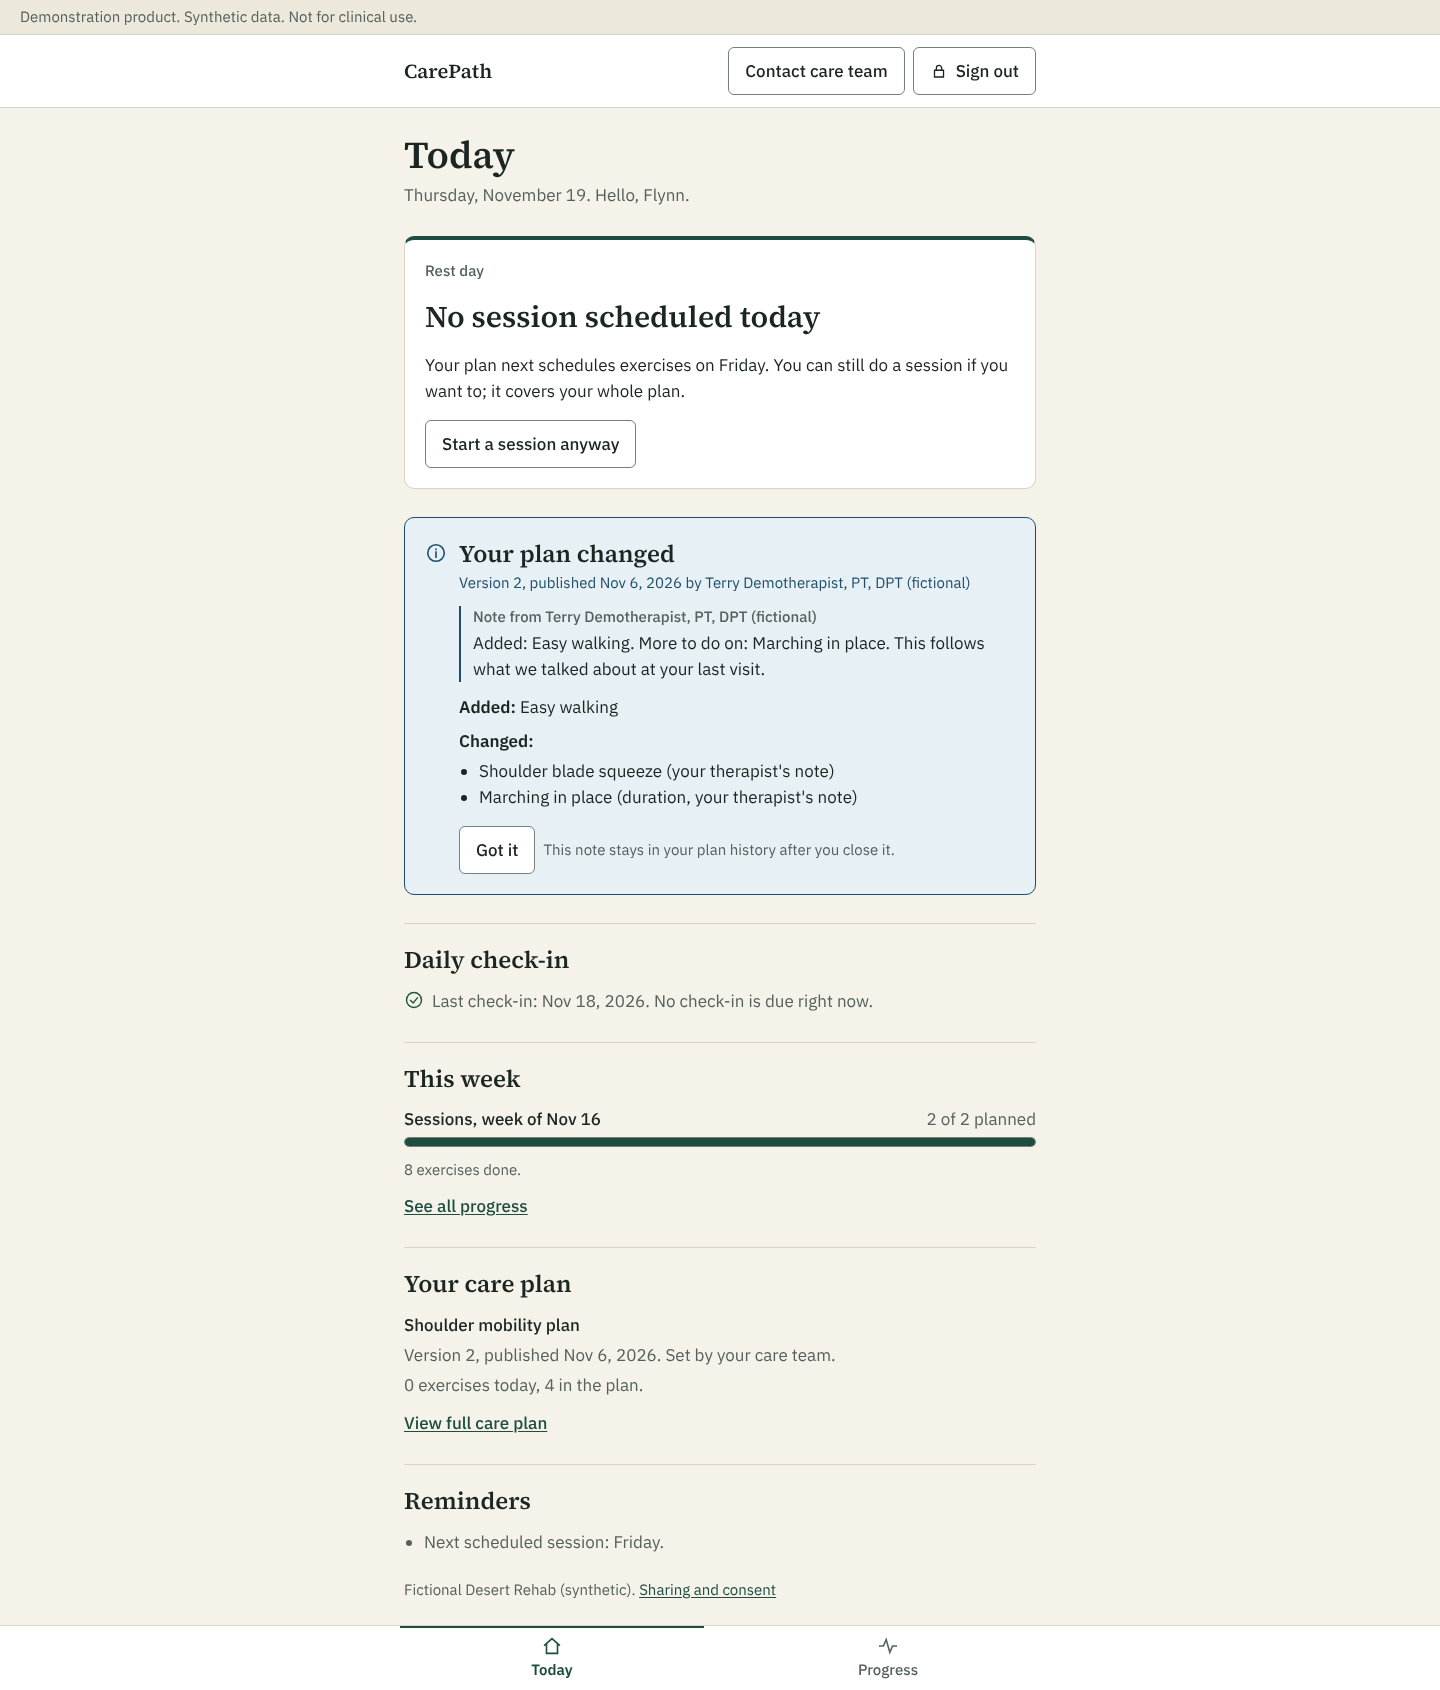 Demonstration product. Synthetic data. Not for clinical use.
CarePath
Contact care team
Sign out
Today
Thursday, November 19. Hello, Flynn.
Rest day
No session scheduled today
Your plan next schedules exercises on Friday. You can still do a session if you
want to; it covers your whole plan.
Start a session anyway
Your plan changed
Version 2, published Nov 6, 2026 by Terry Demotherapist, PT, DPT (fictional)
Note from Terry Demotherapist, PT, DPT (fictional)
Added: Easy walking. More to do on: Marching in place. This follows
what we talked about at your last visit.
Added: Easy walking
Changed:
Shoulder blade squeeze (your therapist's note)
Marching in place (duration, your therapist's note)
Got it
This note stays in your plan history after you close it.
Daily check-in
Last check-in: Nov 18, 2026. No check-in is due right now.
This week
Sessions, week of Nov 16
2 of 2 planned
8 exercises done.
See all progress
Your care plan
Shoulder mobility plan
Version 2, published Nov 6, 2026. Set by your care team.
0 exercises today, 4 in the plan.
View full care plan
Reminders
Next scheduled session: Friday.
Fictional Desert Rehab (synthetic). Sharing and consent
Today
Progress